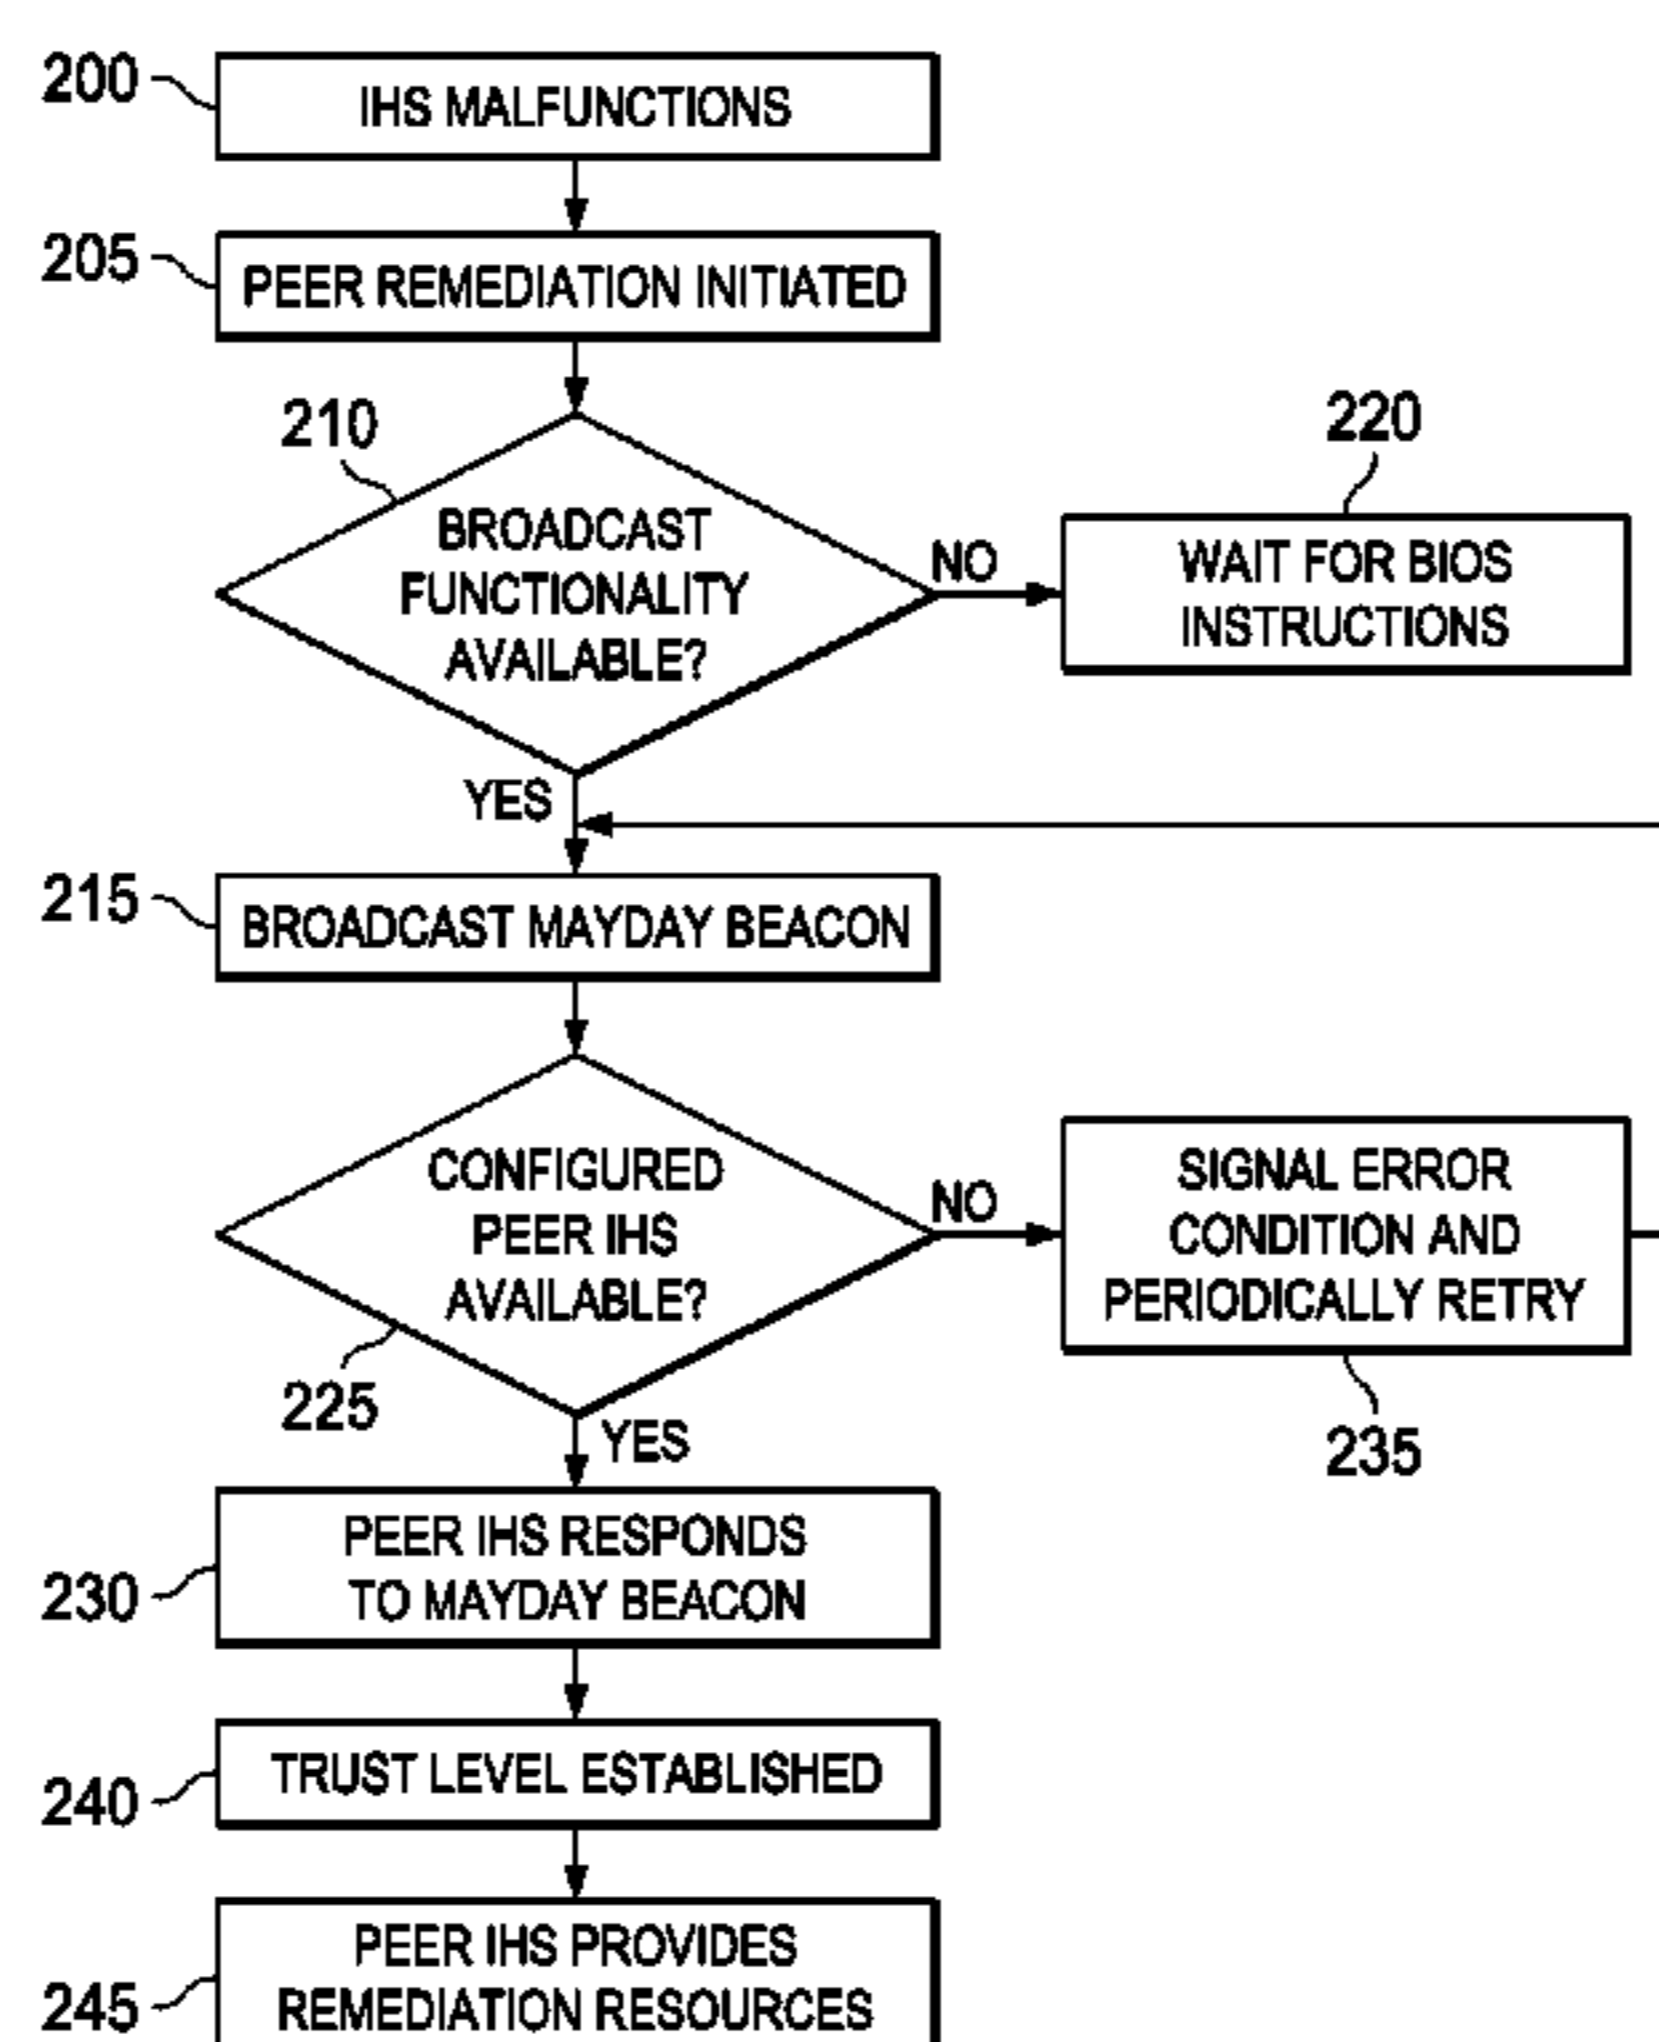 200
IHS MALFUNCTIONS
205
PEER REMEDIATION INITIATED
210
BROADCAST
FUNCTIONALITY
AVAILABLE?
NO
220
WAIT FOR BIOS
INSTRUCTIONS
YES
215
BROADCAST MAYDAY BEACON
CONFIGURED
PEER IHS
AVAILABLE?
225
NO
SIGNAL ERROR
CONDITION AND
PERIODICALLY RETRY
235
YES
230
PEER IHS RESPONDS
TO MAYDAY BEACON
240
TRUST LEVEL ESTABLISHED
245
PEER IHS PROVIDES
REMEDIATION RESOURCES